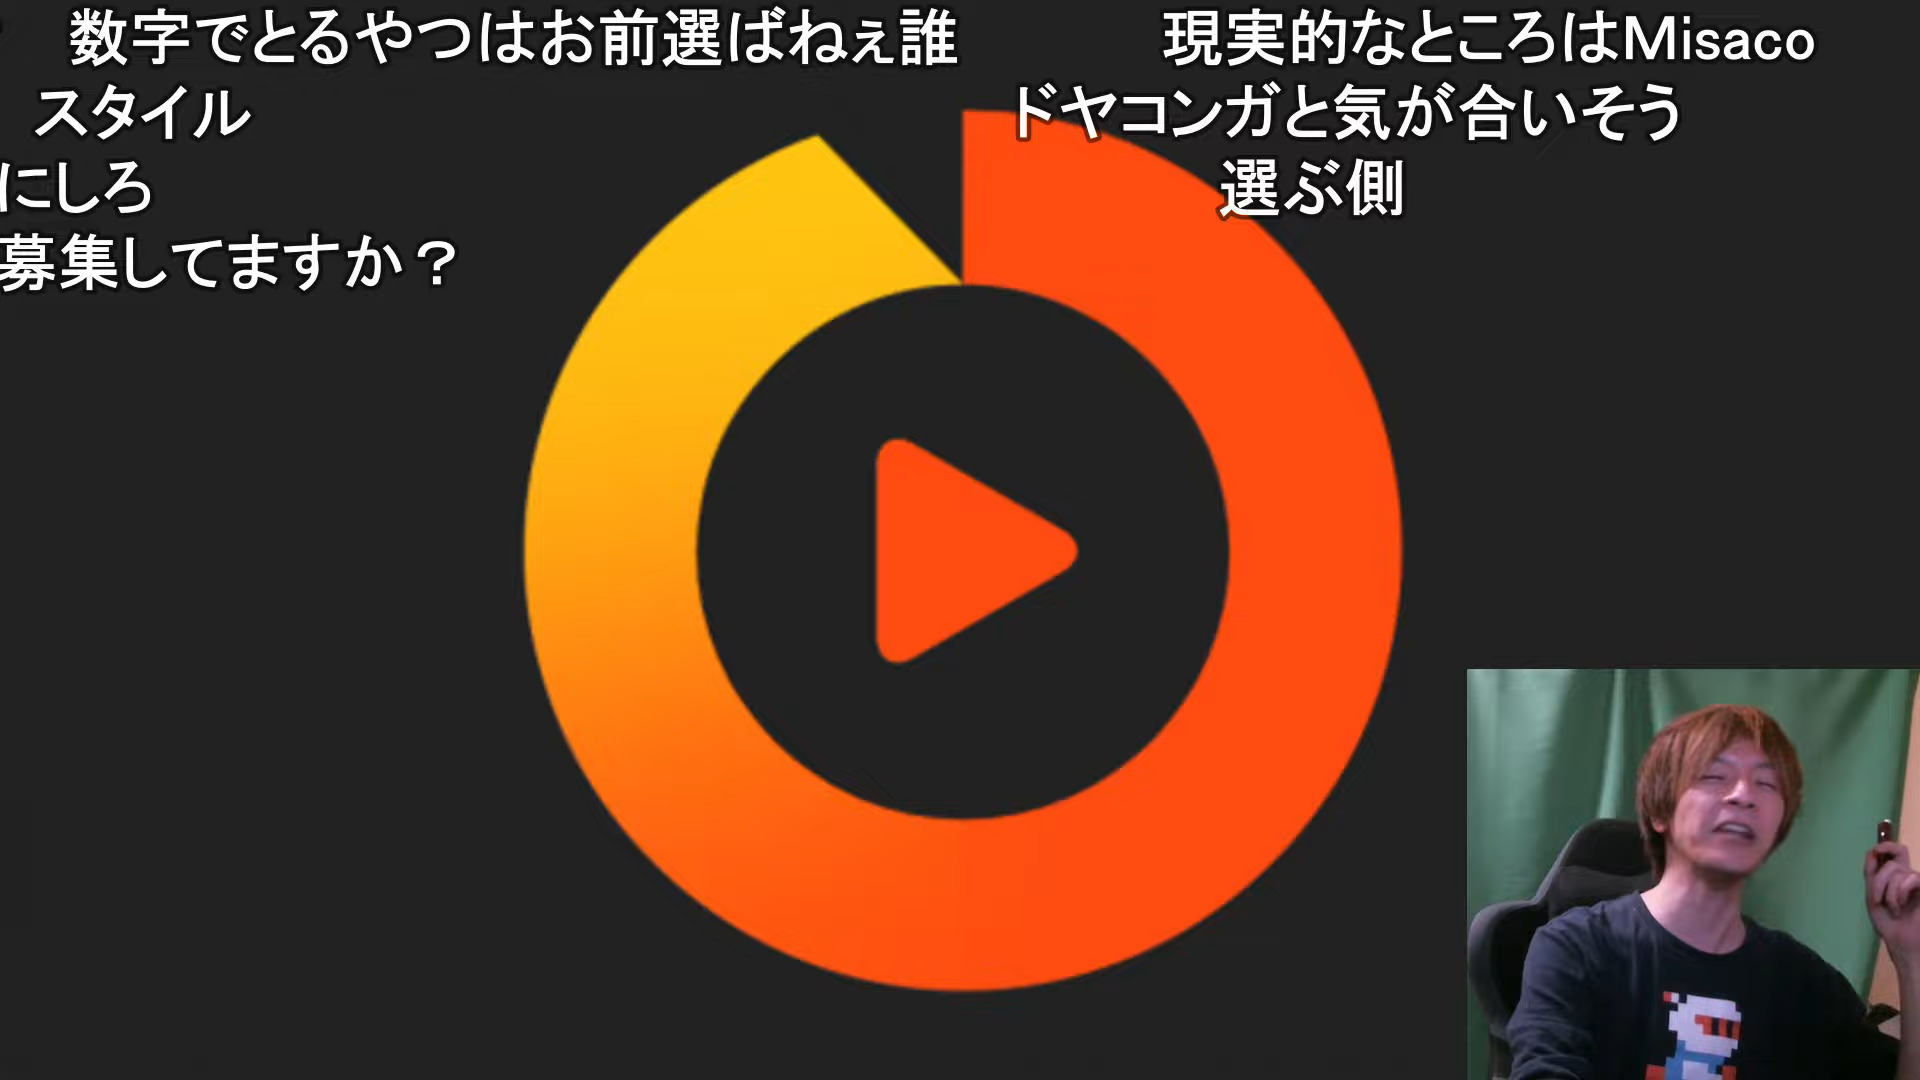 数字でとるやつはお前選ばねぇ誰
現実的なところはMisaco
スタイル
ドヤコンガと気が合いそう
にしろ
選ぶ側
募集してますか？